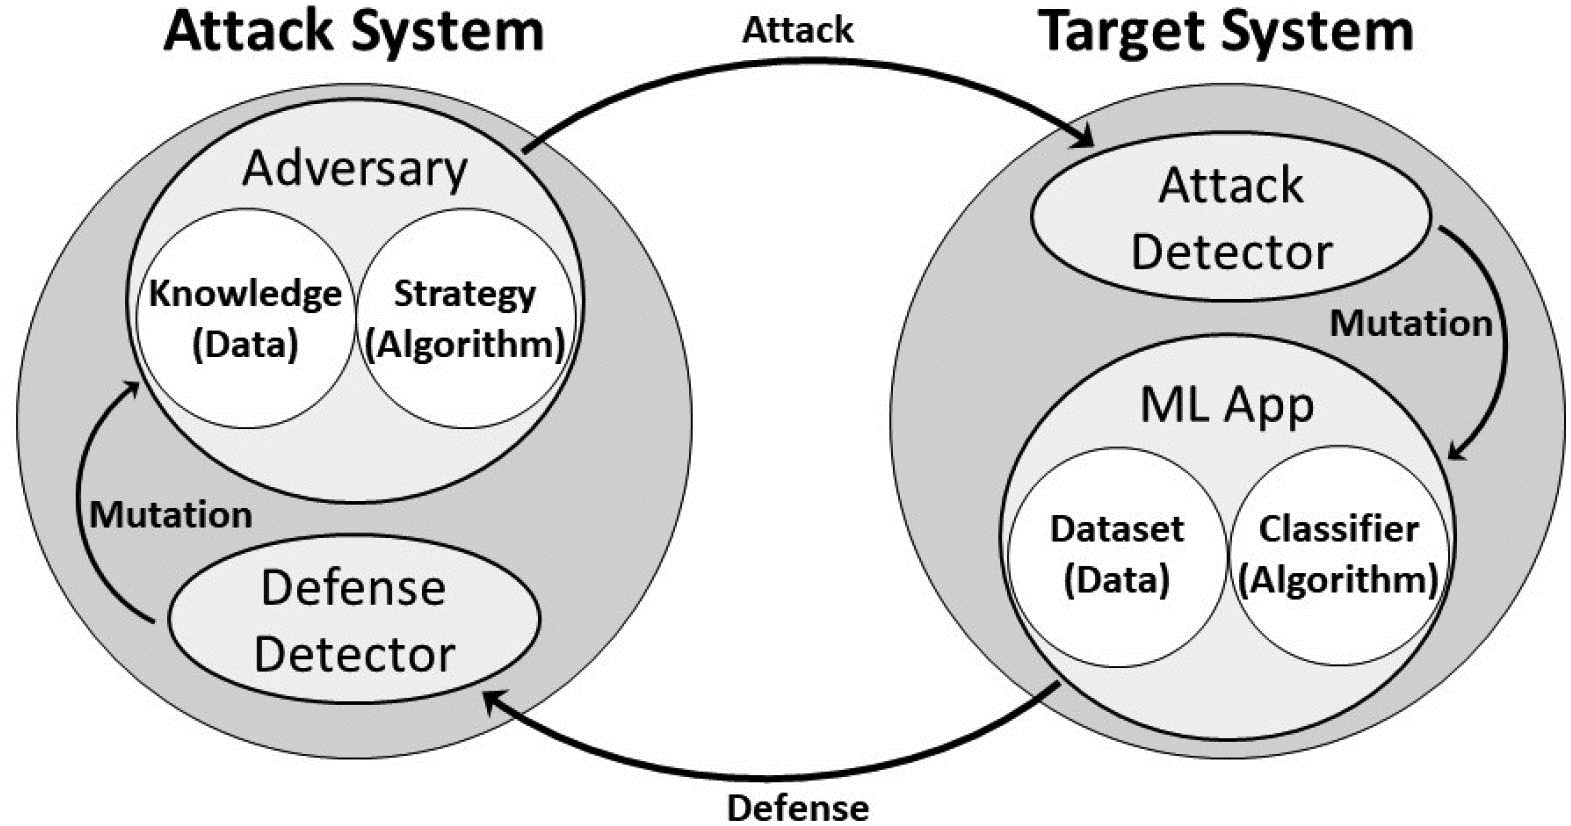 Attack System
Attack
Target System
Adversary
Knowledge
(Data)
Strategy
(Algorithm)
Mutation
Defense
Detector
Attack
Detector
Mutation
ML App
Dataset
(Data)
Classifier
(Algorithm)
Defense